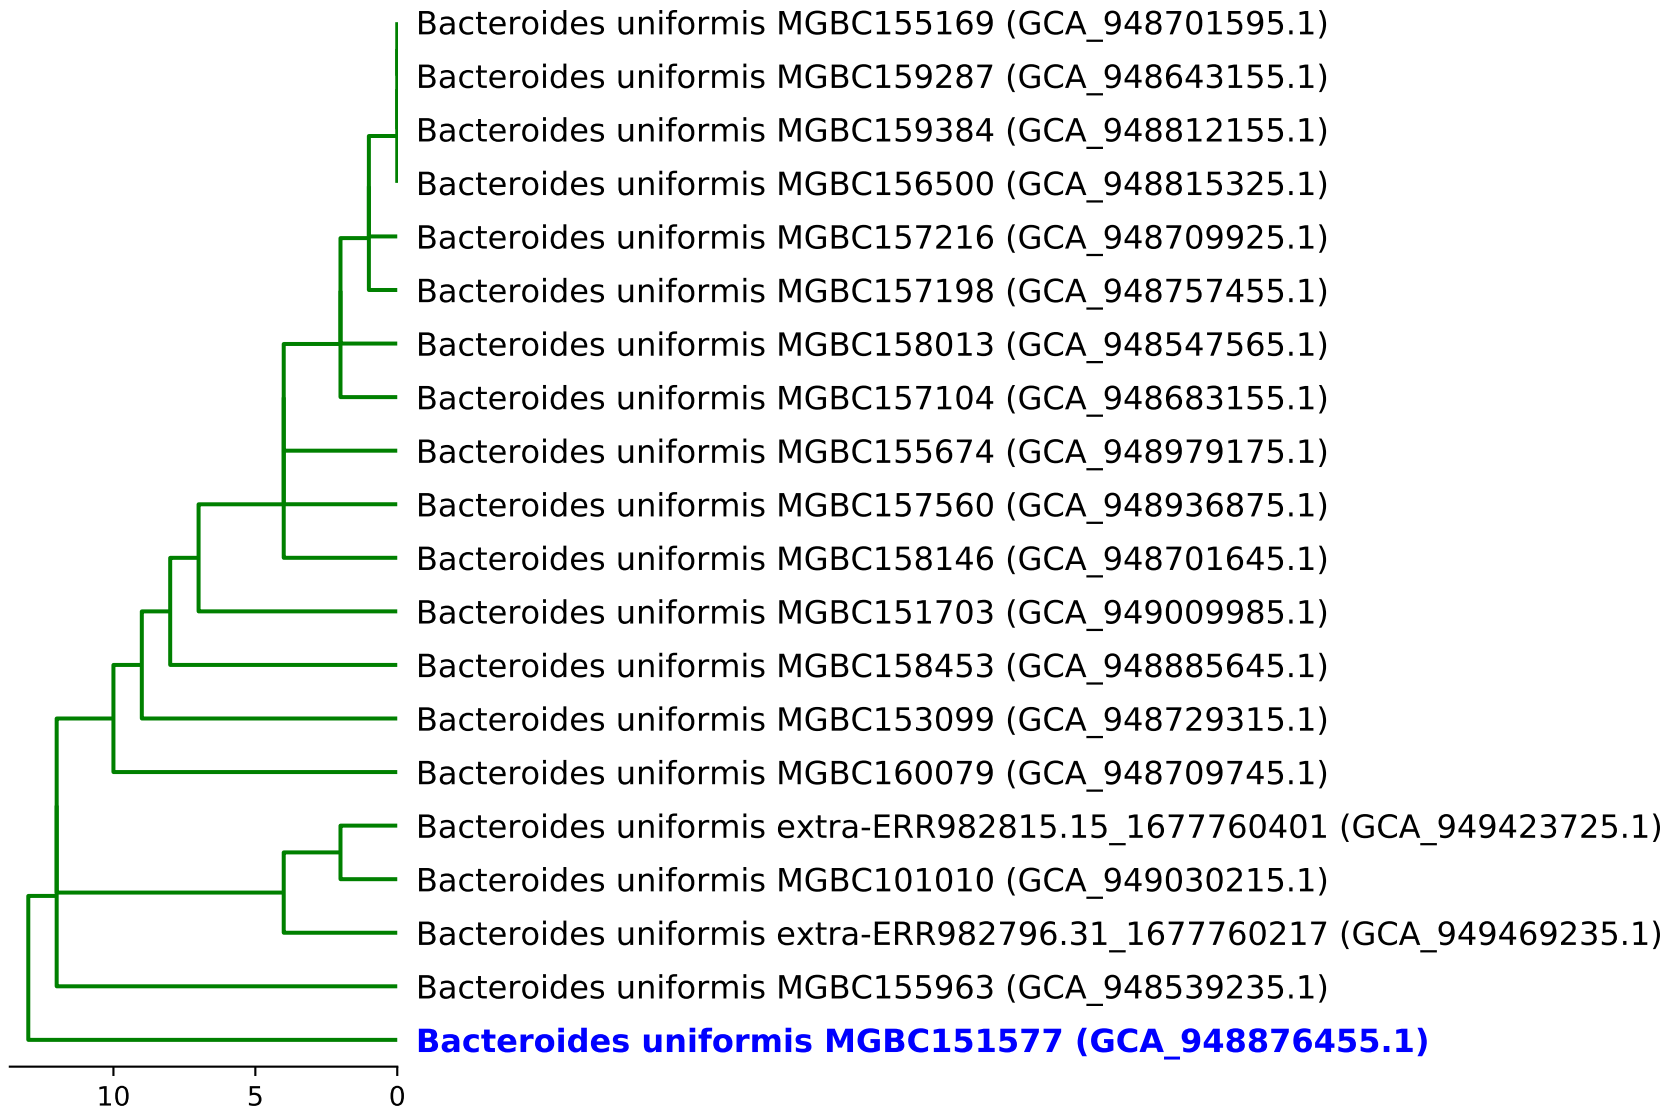 Bacteroides uniformis MGBC155169 (GCA_948701595.1)
Bacteroides uniformis MGBC159287 (GCA_948643155.1)
Bacteroides uniformis MGBC159384 (GCA_948812155.1)
Bacteroides uniformis MGBC156500 (GCA_948815325.1)
Bacteroides uniformis MGBC157216 (GCA_948709925.1)
Bacteroides uniformis MGBC157198 (GCA_948757455.1)
Bacteroides uniformis MGBC158013 (GCA_948547565.1)
Bacteroides uniformis MGBC157104 (GCA_948683155.1)
Bacteroides uniformis MGBC155674 (GCA_948979175.1)
Bacteroides uniformis MGBC157560 (GCA_948936875.1)
Bacteroides uniformis MGBC158146 (GCA_948701645.1)
Bacteroides uniformis MGBC151703 (GCA_949009985.1)
Bacteroides uniformis MGBC158453 (GCA_948885645.1)
Bacteroides uniformis MGBC153099 (GCA_948729315.1)
Bacteroides uniformis MGBC160079 (GCA_948709745.1)
Bacteroides uniformis extra-ERR982815.15_1677760401 (GCA_949423725.1)
Bacteroides uniformis MGBC101010 (GCA_949030215.1)
Bacteroides uniformis extra-ERR982796.31_1677760217 (GCA_949469235.1)
Bacteroides uniformis MGBC155963 (GCA_948539235.1)
Bacteroides uniformis MGBC151577 (GCA_948876455.1)
10 5 0